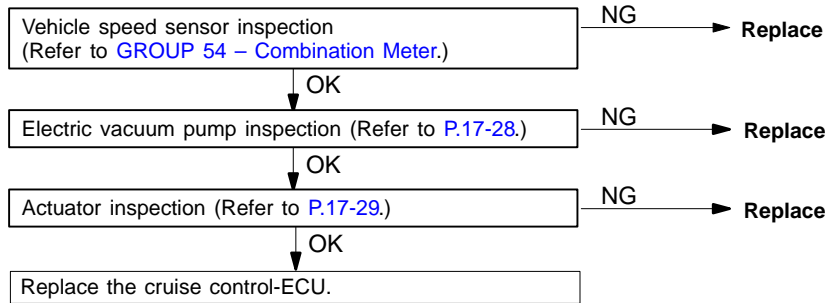 Vehicle speed sensor inspection
(Refer to GROUP 54 – Combination Meter.)
NG
Replace
OK
Electric vacuum pump inspection (Refer to P.17-28.)
NG
Replace
OK
Actuator inspection (Refer to P.17-29.)
NG
Replace
OK
Replace the cruise control-ECU.